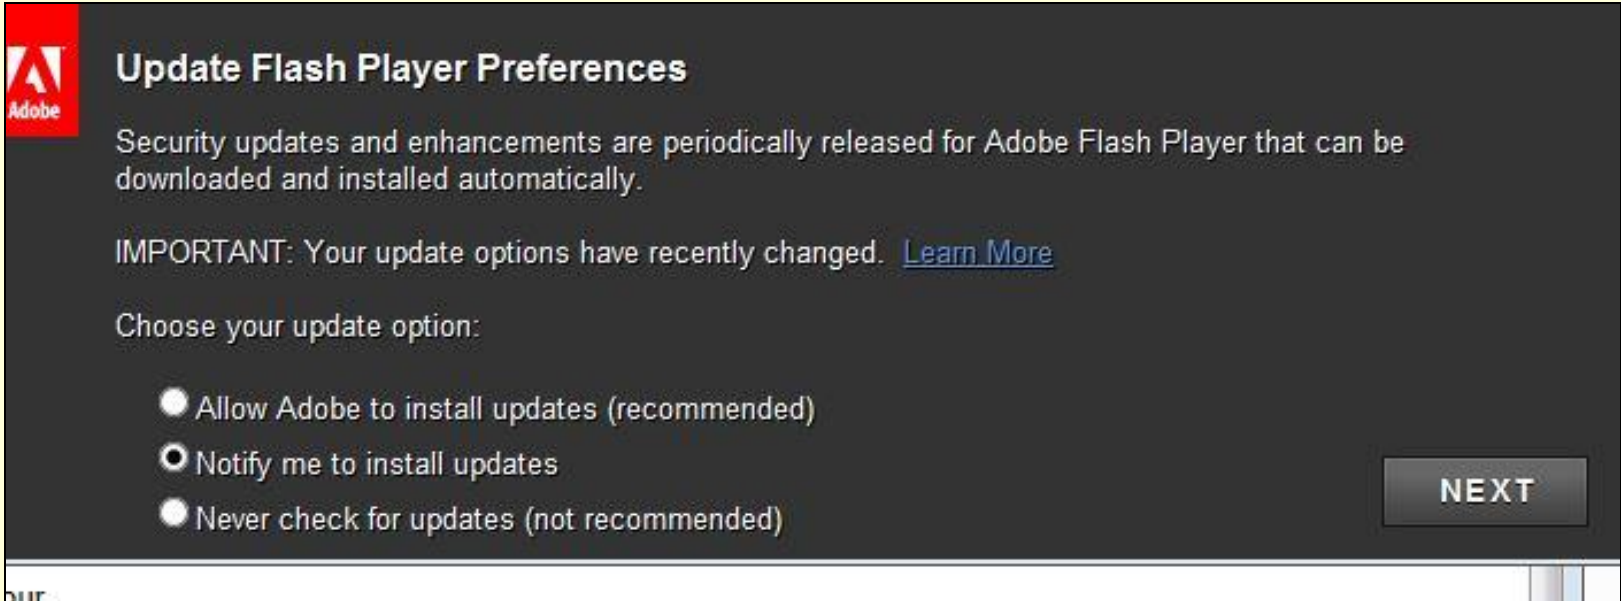 Adobe
Update Flash Player Preferences
Security updates and enhancements are periodically released for Adobe Flash Player that can be
downloaded and installed automatically.
IMPORTANT: Your update options have recently changed. Learn More
Choose your update option:
Allow Adobe to install updates (recommended)
Notify me to install updates
Never check for updates (not recommended)
NEXT